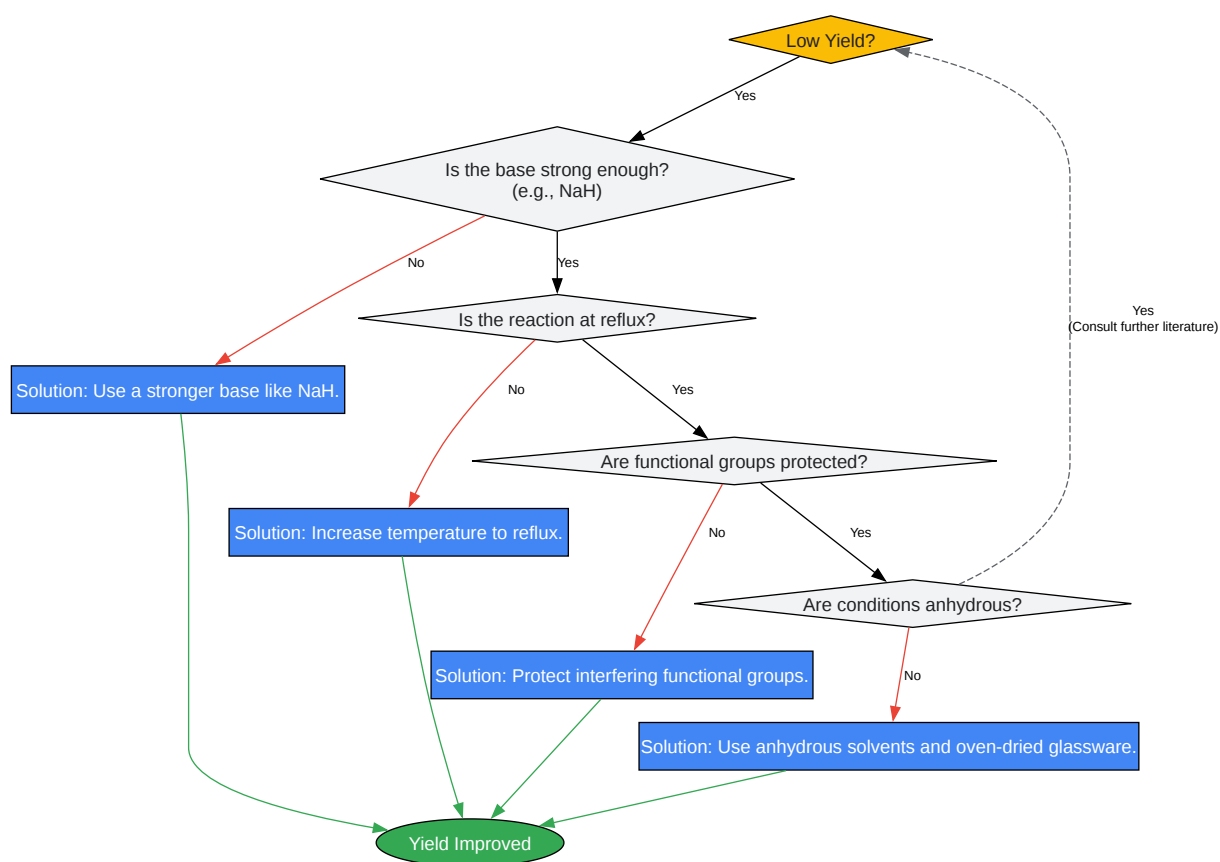 Low Yield?
Yes
Is the base strong enough?
(e.g., NaH)
No
Yes
Is the reaction at reflux?
Yes
(Consult further literature)
Solution: Use a stronger base like NaH.
No
Yes
Are functional groups protected?
Solution: Increase temperature to reflux.
No
Yes
Are conditions anhydrous?
Solution: Protect interfering functional groups.
No
Solution: Use anhydrous solvents and oven-dried glassware.
Yield Improved